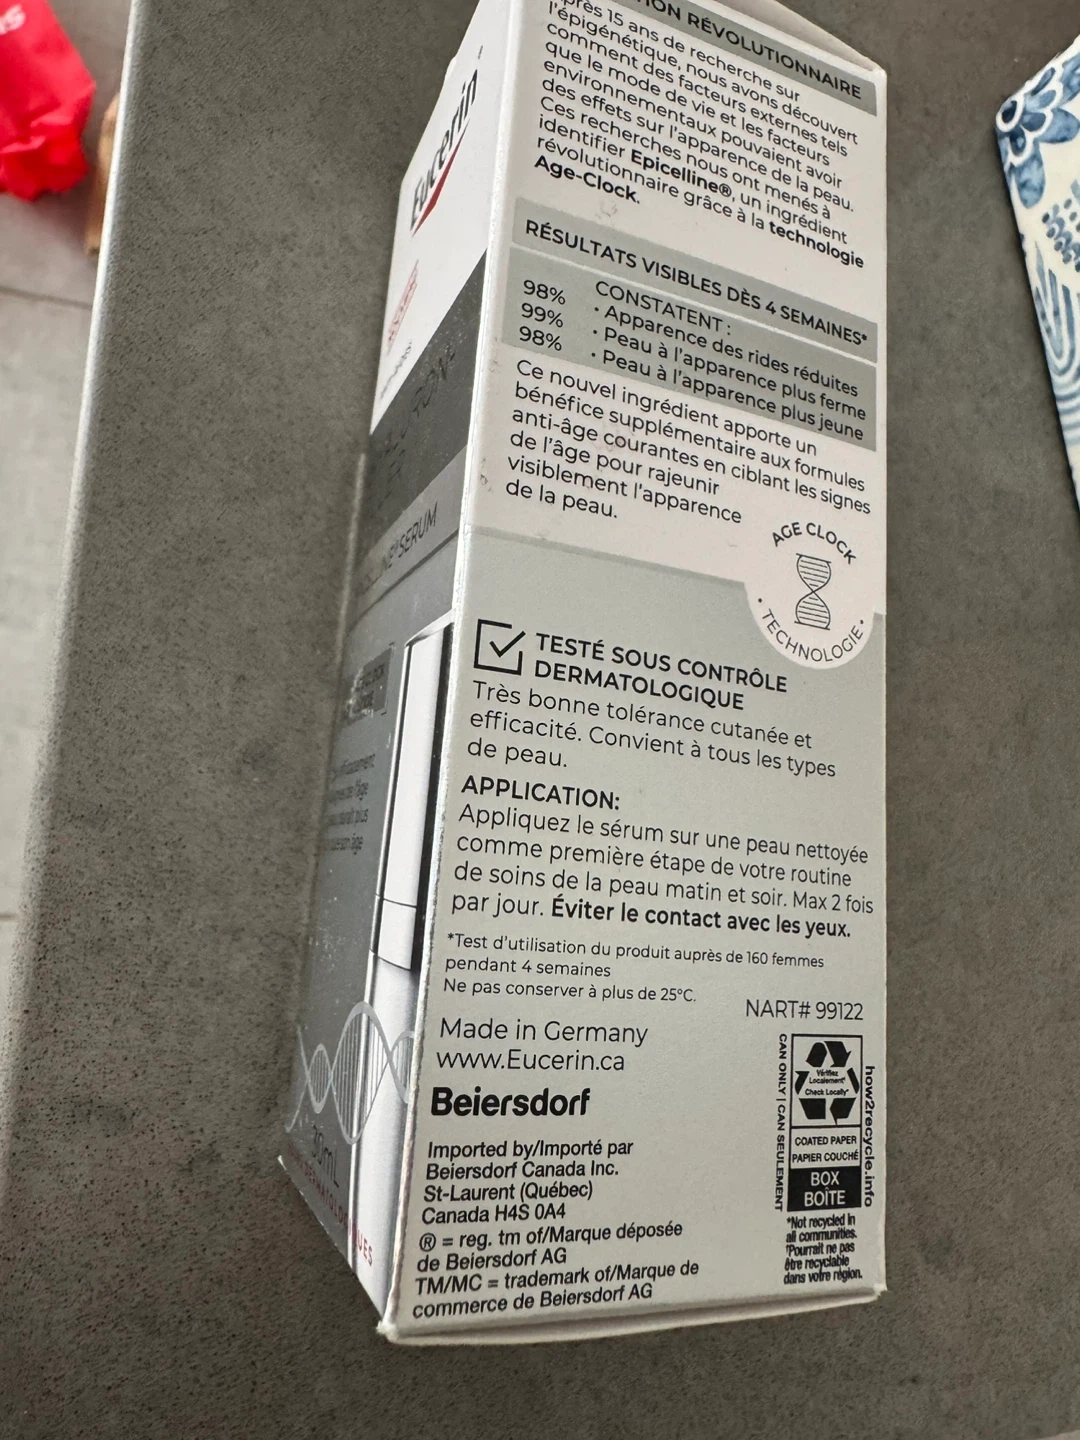 ION RÉVOLUTIONNAIRE
près 15 ans de recherche sur
l'épigénétique, nous avons découvert
comment des facteurs externes tels
que le mode de vie et les facteurs
environnementaux pouvaient avoir
des effets sur l'apparence de la peau.
Ces recherches nous ont menés à
identifier Epicelline®, un ingrédient
révolutionnaire grâce à la technologie
Age-Clock.
RÉSULTATS VISIBLES DÈS 4 SEMAINES*
CONSTATENT :
98% • Apparence des rides réduites
99% • Peau à l'apparence plus ferme
98% • Peau à l'apparence plus jeune
Ce nouvel ingrédient apporte un
bénéfice supplémentaire aux formules
anti-âge courantes en ciblant les signes
de l'âge pour rajeunir
visiblement l'apparence
de la peau.
AGE CLOCK
• TECHNOLOGIE •
TESTÉ SOUS CONTRÔLE
DERMATOLOGIQUE
Très bonne tolérance cutanée et
efficacité. Convient à tous les types
de peau.
APPLICATION:
Appliquez le sérum sur une peau nettoyée
comme première étape de votre routine
de soins de la peau matin et soir. Max 2 fois
par jour. Éviter le contact avec les yeux.
*Test d'utilisation du produit auprès de 160 femmes
pendant 4 semaines
Ne pas conserver à plus de 25°C.
NART# 99122
Made in Germany
www.Eucerin.ca
Beiersdorf
Imported by/Importé par
Beiersdorf Canada Inc.
St-Laurent (Québec)
Canada H4S 0A4
® = reg. tm of/Marque déposée
de Beiersdorf AG
TM/MC = trademark of/Marque de
commerce de Beiersdorf AG
CAN ONLY | CAN SEULEMENT
Vérifiez
Localement*
Check Locally*
COATED PAPER
PAPIER COUCHÉ
BOX
BOÎTE
how2recycle.info
*Not recycled in
all communities.
*Pourrait ne pas
être recyclable
dans votre région.
Eucerin
SERUM
30mL